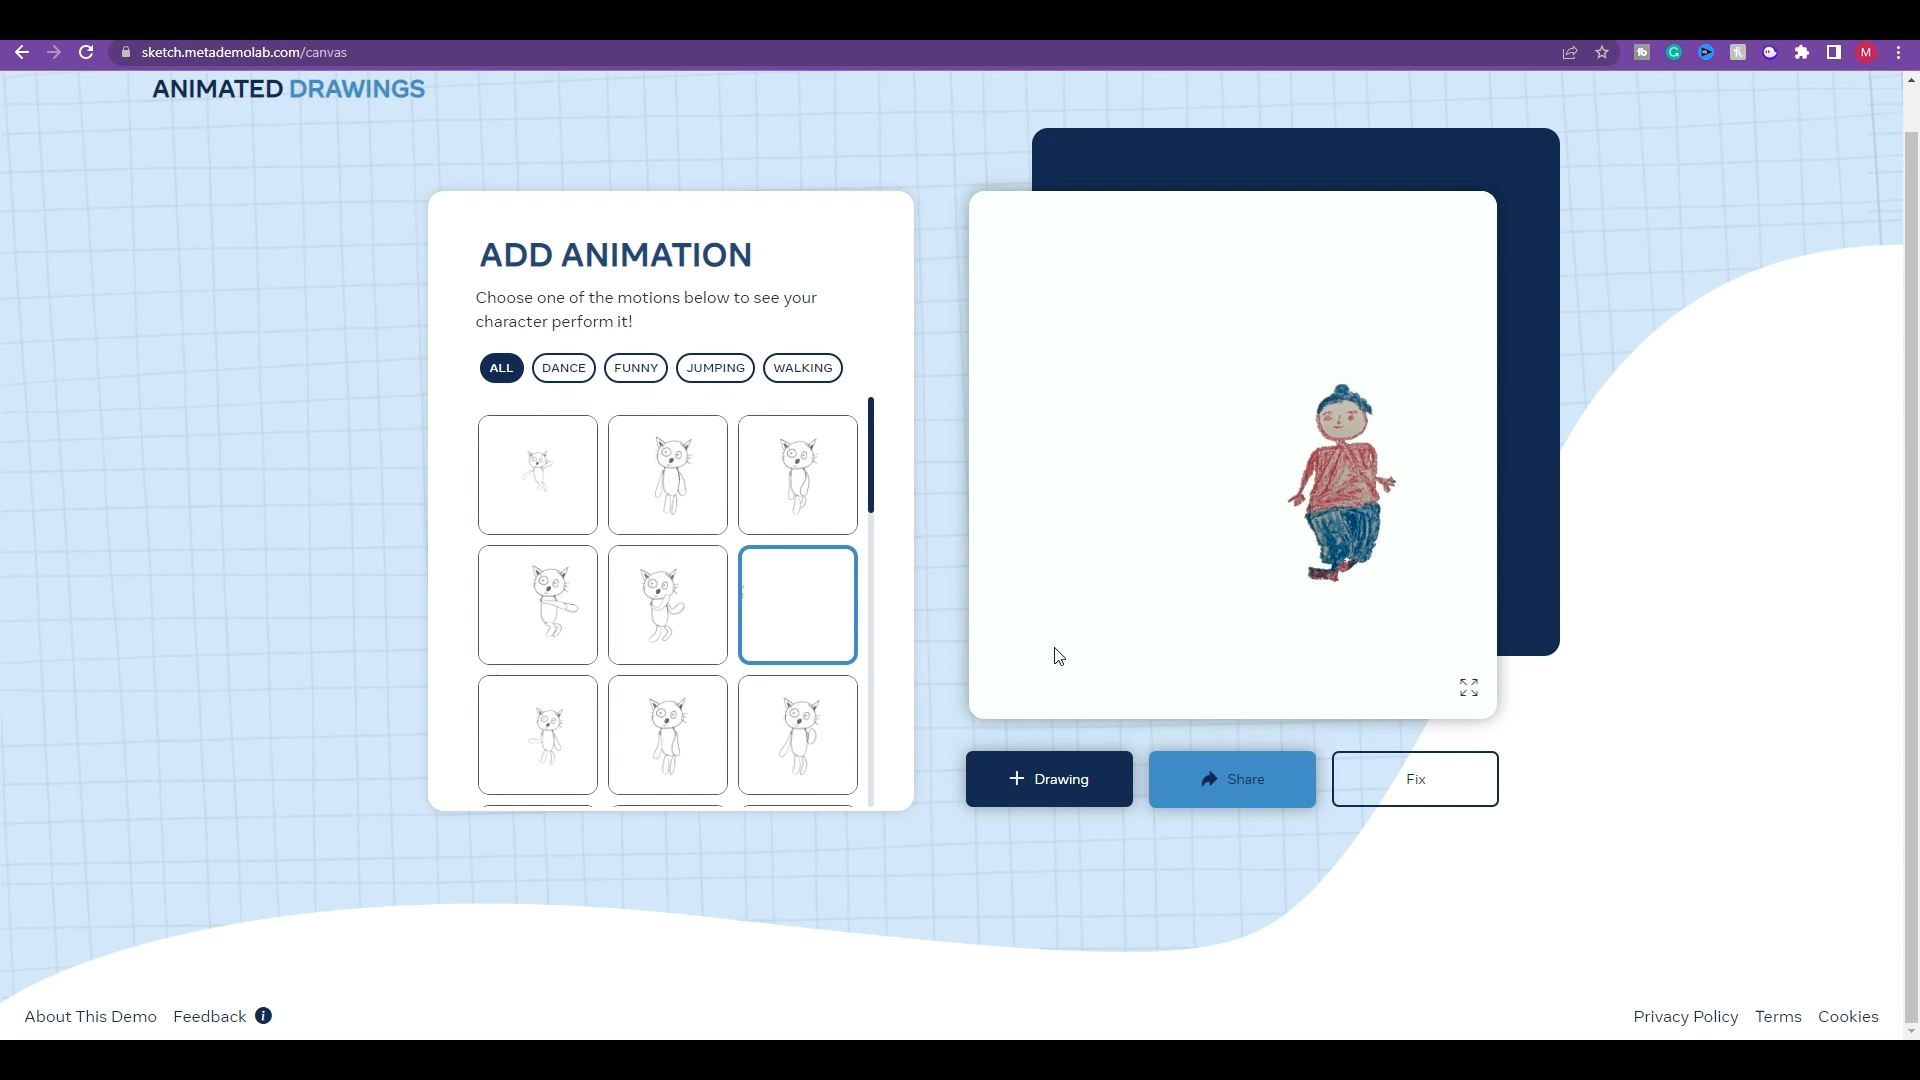 sketch.metademolab.com/canvas
M
ANIMATED DRAWINGS
ADD ANIMATION
Choose one of the motions below to see your
character perform it!
ALL DANCE FUNNY JUMPING WALKING
Drawing Share Fix
About This Demo Feedback i Privacy Policy Terms Cookies